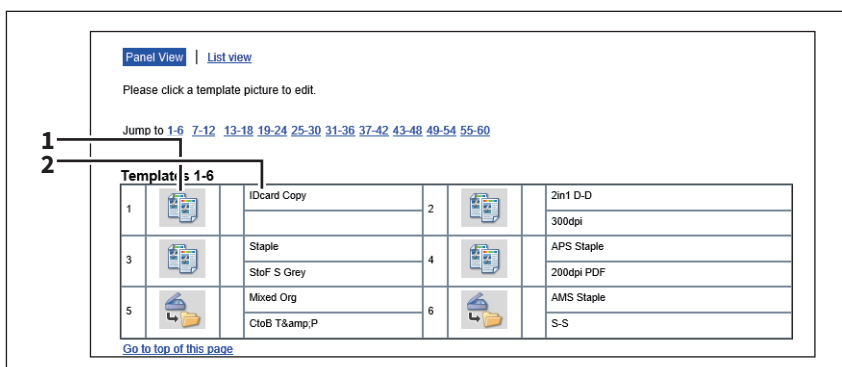 Panel View | List view
Please click a template picture to edit.
Jump to 1-6 7-12 13-18 19-24 25-30 31-36 37-42 43-48 49-54 55-60
1
2
Templates 1-6
1 IDcard Copy 2 2in1 D-D
300dpi
3 Staple 4 APS Staple
StoF S Grey 200dpi PDF
5 Mixed Org 6 AMS Staple
CtoB T&amp;P S-S
Go to top of this page